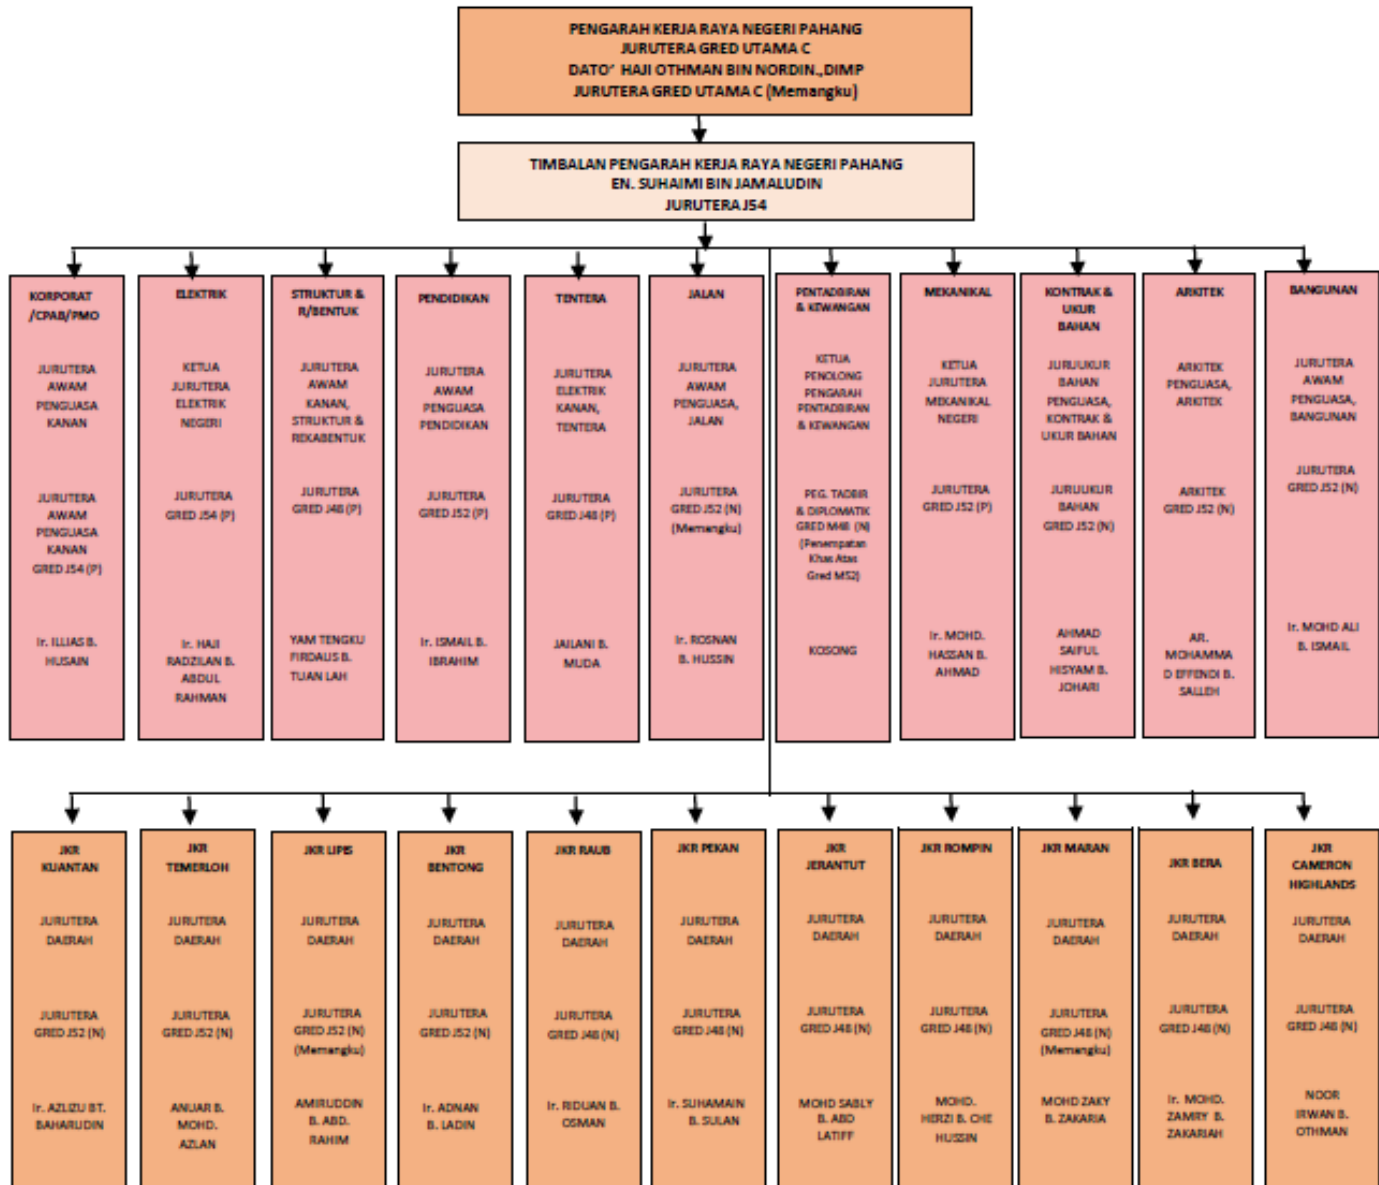 PENGARAH KERJA RAYA NEGERI PAHANG
JURUTERA GRED UTAMA C
DATO' HAJI OTHMAN BIN NORDIN.,DIMP
JURUTERA GRED UTAMA C (Memangku)
TIMBALAN PENGARAH KERJA RAYA NEGERI PAHANG
EN. SUHAIMI BIN JAMALUDIN
JURUTERA J54
KORPORAT
/CPAB/PMO
JURUTERA
AWAM
PENGUASA
KANAN
JURUTERA
AWAM
PENGUASA
KANAN
GRED J54 (P)
Ir. ILLIAS B.
HUSAIN
ELEKTRIK
KETUA
JURUTERA
ELEKTRIK
NEGERI
JURUTERA
GRED J54 (P)
Ir. HAJI
RADZILAN B.
ABDUL
RAHMAN
STRUKTUR &
R/BENTUK
JURUTERA
AWAM
KANAN,
STRUKTUR &
REKABENTUK
JURUTERA
GRED J48 (P)
YAM TENGKU
FIRDAUS B.
TUAN LAH
PENDIDIKAN
JURUTERA
AWAM
PENGUASA
PENDIDIKAN
JURUTERA
GRED J52 (P)
Ir. ISMAIL B.
IBRAHIM
TENTERA
JURUTERA
ELEKTRIK
KANAN,
TENTERA
JURUTERA
GRED J48 (P)
JAILANI B.
MUDA
JALAN
JURUTERA
AWAM
PENGUASA,
JALAN
JURUTERA
GRED J52 (N)
(Memangku)
Ir. ROSNAN
B. HUSSIN
PENTADBIRAN
& KEWANGAN
KETUA
PENOLONG
PENGARAH
PENTADBIRAN
& KEWANGAN
PEG. TADBIR
& DIPLOMATIK
GRED M48 (N)
(Penempatan
Khas Atas
Gred M52)
KOSONG
MEKANIKAL
KETUA
JURUTERA
MEKANIKAL
NEGERI
JURUTERA
GRED J52 (P)
Ir. MOHD.
HASSAN B.
AHMAD
KONTRAK &
UKUR
BAHAN
JURUUKUR
BAHAN
PENGUASA,
KONTRAK &
UKUR BAHAN
JURUUKUR
BAHAN
GRED J52 (N)
AHMAD
SAIFUL
HISYAM B.
JOHARI
ARKITEK
ARKITEK
PENGUASA,
ARKITEK
ARKITEK
GRED J52 (N)
AR.
MOHAMMA
D EFFENDI B.
SALLEH
BANGUNAN
JURUTERA
AWAM
PENGUASA,
BANGUNAN
JURUTERA
GRED J52 (N)
Ir. MOHD ALI
B. ISMAIL
JKR
KUANTAN
JURUTERA
DAERAH
JURUTERA
GRED J52 (N)
Ir. AZLIZU BT.
BAHARUDIN
JKR
TEMERLOH
JURUTERA
DAERAH
JURUTERA
GRED J52 (N)
ANUAR B.
MOHD.
AZLAN
JKR LIPIS
JURUTERA
DAERAH
JURUTERA
GRED J52 (N)
(Memangku)
AMIRUDDIN
B. ABD.
RAHIM
JKR
BENTONG
JURUTERA
DAERAH
JURUTERA
GRED J52 (N)
Ir. ADNAN
B. LADIN
JKR RAUB
JURUTERA
DAERAH
JURUTERA
GRED J48 (N)
Ir. RIDUAN B.
OSMAN
JKR PEKAN
JURUTERA
DAERAH
JURUTERA
GRED J48 (N)
Ir. SUHAMAIN
B. SULAN
JKR
JERANTUT
JURUTERA
DAERAH
JURUTERA
GRED J48 (N)
MOHD SABLY
B. ABD
LATIFF
JKR ROMPIN
JURUTERA
DAERAH
JURUTERA
GRED J48 (N)
MOHD.
HERZI B. CHE
HUSSIN
JKR MARAN
JURUTERA
DAERAH
JURUTERA
GRED J48 (N)
(Memangku)
MOHD ZAKY
B. ZAKARIA
JKR BERA
JURUTERA
DAERAH
JURUTERA
GRED J48 (N)
Ir. MOHD.
ZAMRY B.
ZAKARIAH
JKR
CAMERON
HIGHLANDS
JURUTERA
DAERAH
JURUTERA
GRED J48 (N)
NOOR
IRWAN B.
OTHMAN